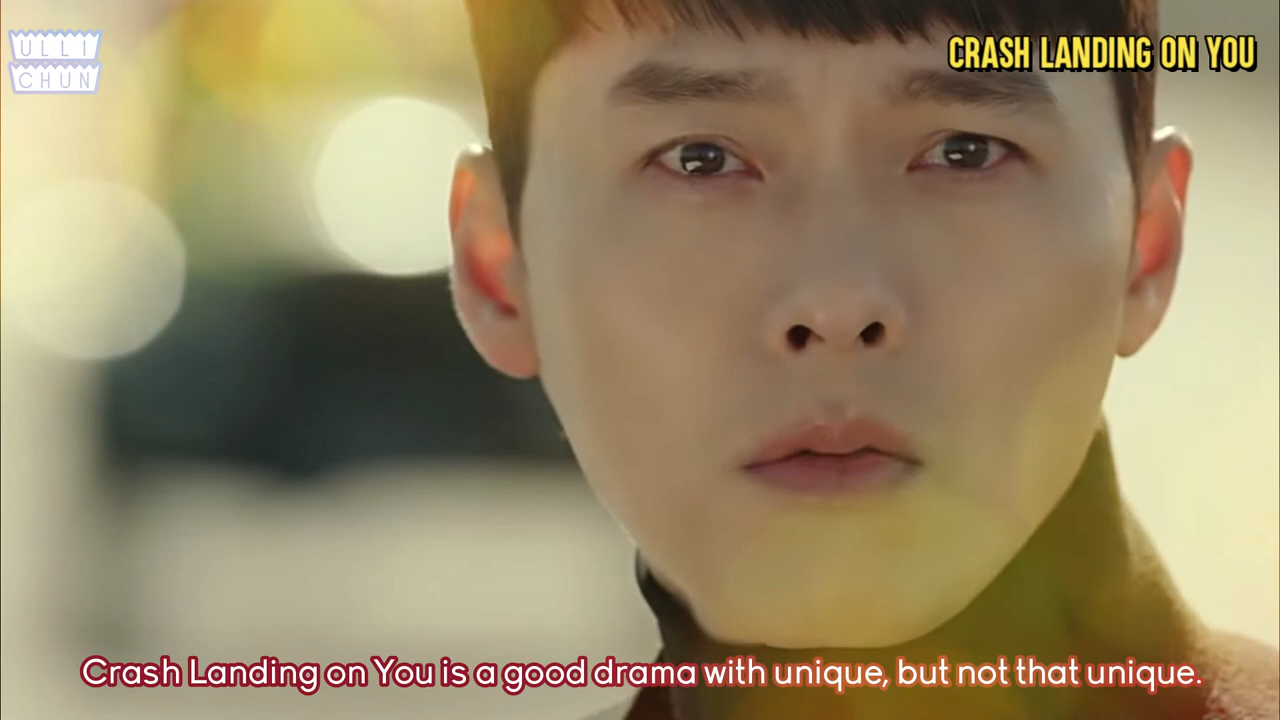 ULLI
CHUN
CRASH LANDING ON YOU
Crash Landing on You is a good drama with unique, but not that unique.